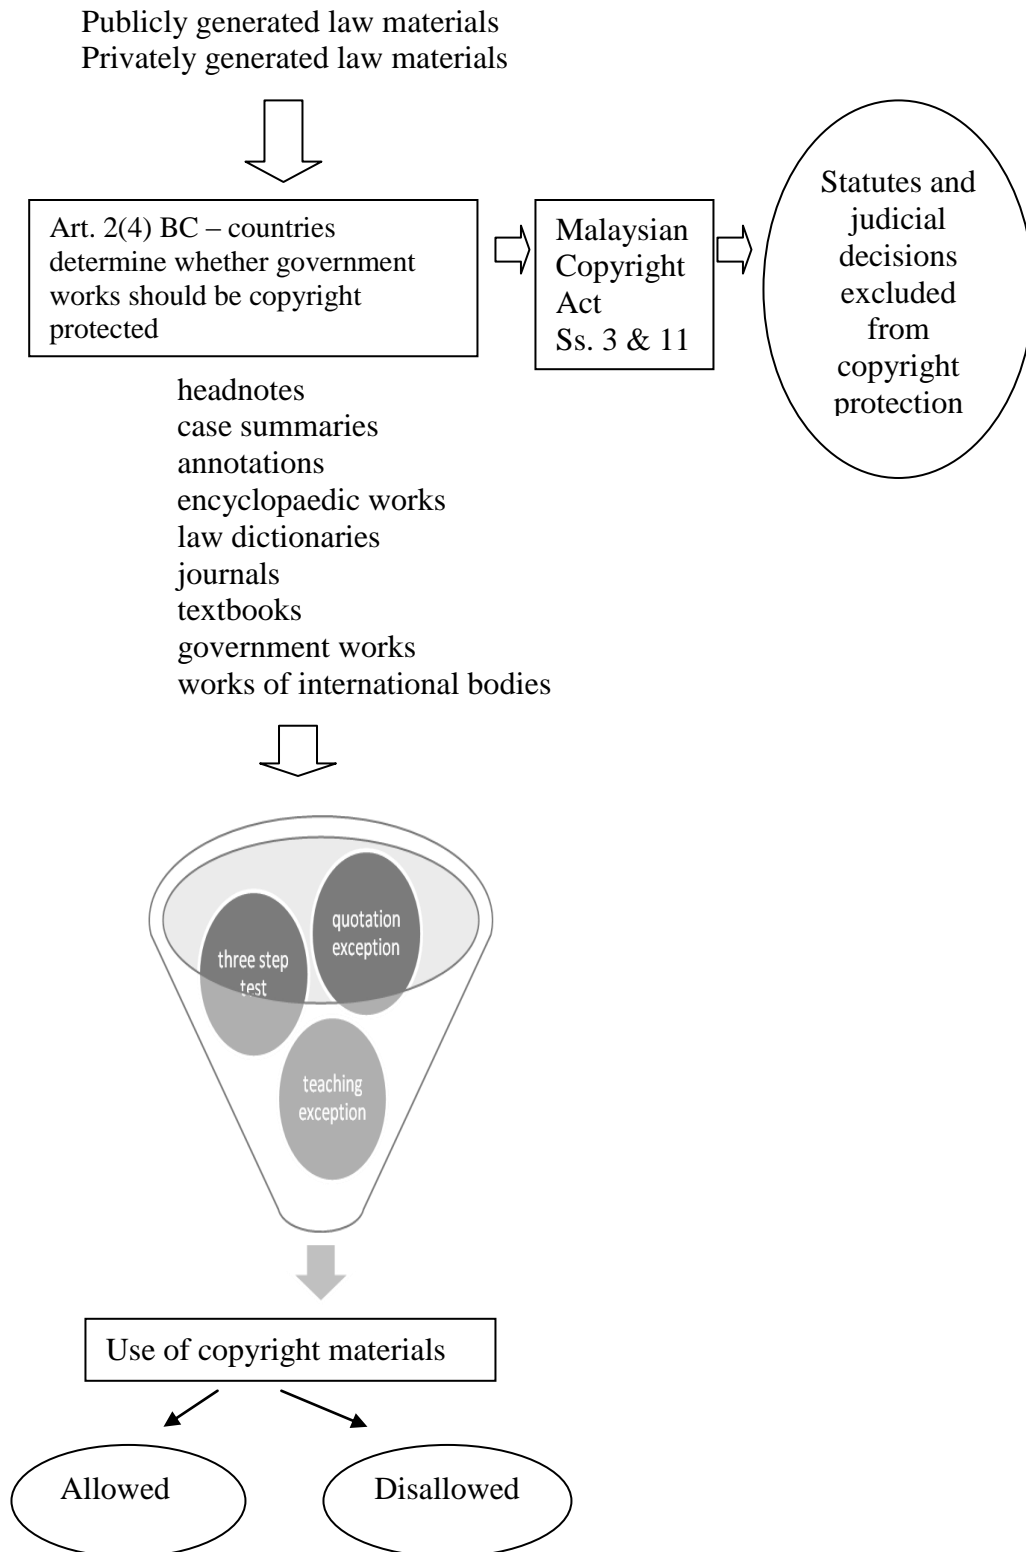 Publicly generated law materials
Privately generated law materials
Art. 2(4) BC – countries
determine whether government
works should be copyright
protected
Malaysian
Copyright
Act
Ss. 3 & 11
Statutes and
judicial
decisions
excluded
from
copyright
protection
headnotes
case summaries
annotations
encyclopaedic works
law dictionaries
journals
textbooks
government works
works of international bodies
quotation
exception
three step
test
teaching
exception
Use of copyright materials
Allowed
Disallowed